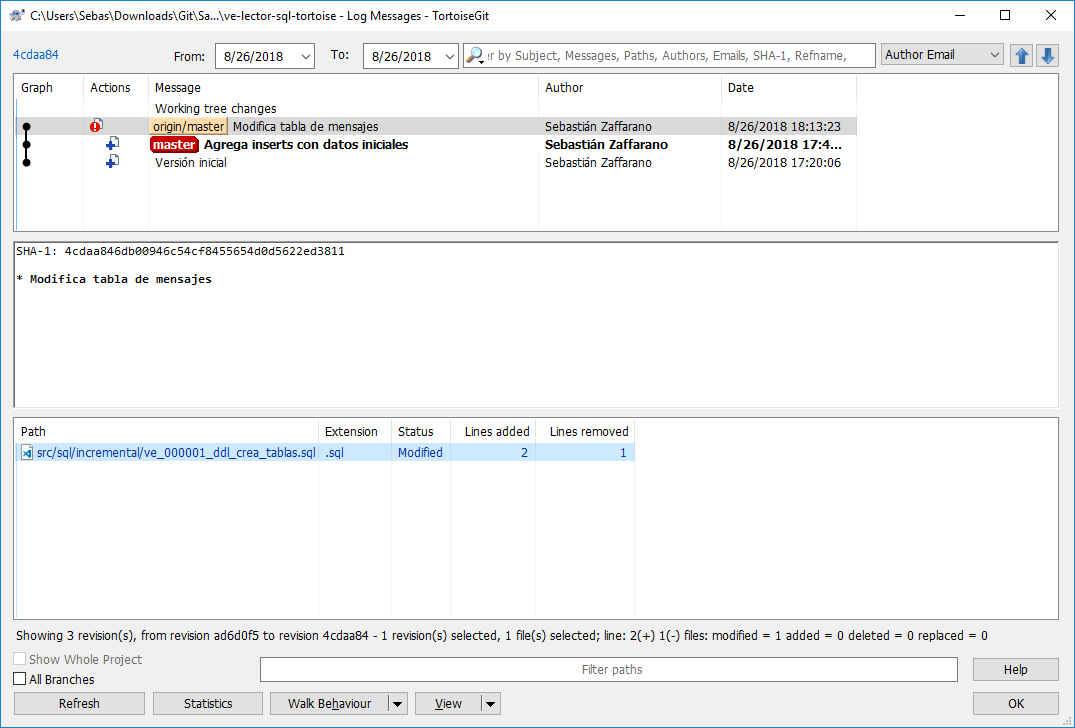 C:\Users\Sebas\Downloads\Git\Sa...\ve-lector-sql-tortoise - Log Messages - TortoiseGit
4cdaa84 From: 8/26/2018 To: 8/26/2018 er by Subject, Messages, Paths, Authors, Emails, SHA-1, Refname, Author Email
Graph Actions Message Author Date
Working tree changes
origin/master Modifica tabla de mensajes Sebastián Zaffarano 8/26/2018 18:13:23
master Agrega inserts con datos iniciales Sebastián Zaffarano 8/26/2018 17:4...
Versión inicial Sebastián Zaffarano 8/26/2018 17:20:06
SHA-1: 4cdaa846db00946c54cf8455654d0d5622ed3811
* Modifica tabla de mensajes
Path Extension Status Lines added Lines removed
src/sql/incremental/ve_000001_ddl_crea_tablas.sql .sql Modified 2 1
Showing 3 revision(s), from revision ad6d0f5 to revision 4cdaa84 - 1 revision(s) selected, 1 file(s) selected; line: 2(+) 1(-) files: modified = 1 added = 0 deleted = 0 replaced = 0
Show Whole Project Filter paths Help
All Branches
Refresh Statistics Walk Behaviour View OK